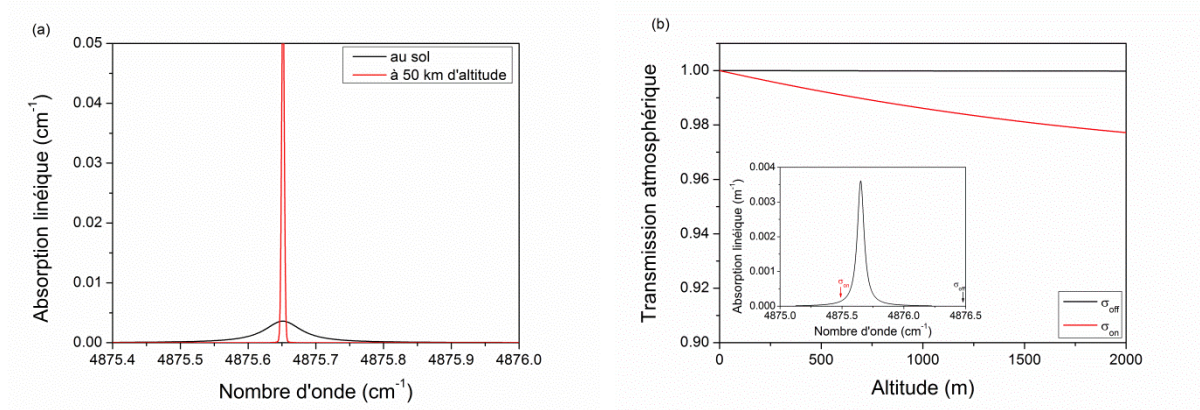 (a)
0.05
0.04
0.03
0.02
0.01
0.00
Absorption linéique (cm⁻¹)
au sol
à 50 km d'altitude
4875.4 4875.5 4875.6 4875.7 4875.8 4875.9 4876.0
Nombre d'onde (cm⁻¹)
(b)
1.00
0.98
0.96
0.94
0.92
0.90
Transmission atmosphérique
0.004
0.003
0.002
0.001
0.000
Absorption linéique (m⁻¹)
σon
σoff
4875.0 4875.5 4876.0 4876.5
Nombre d'onde (cm⁻¹)
σoff
σon
0 500 1000 1500 2000
Altitude (m)